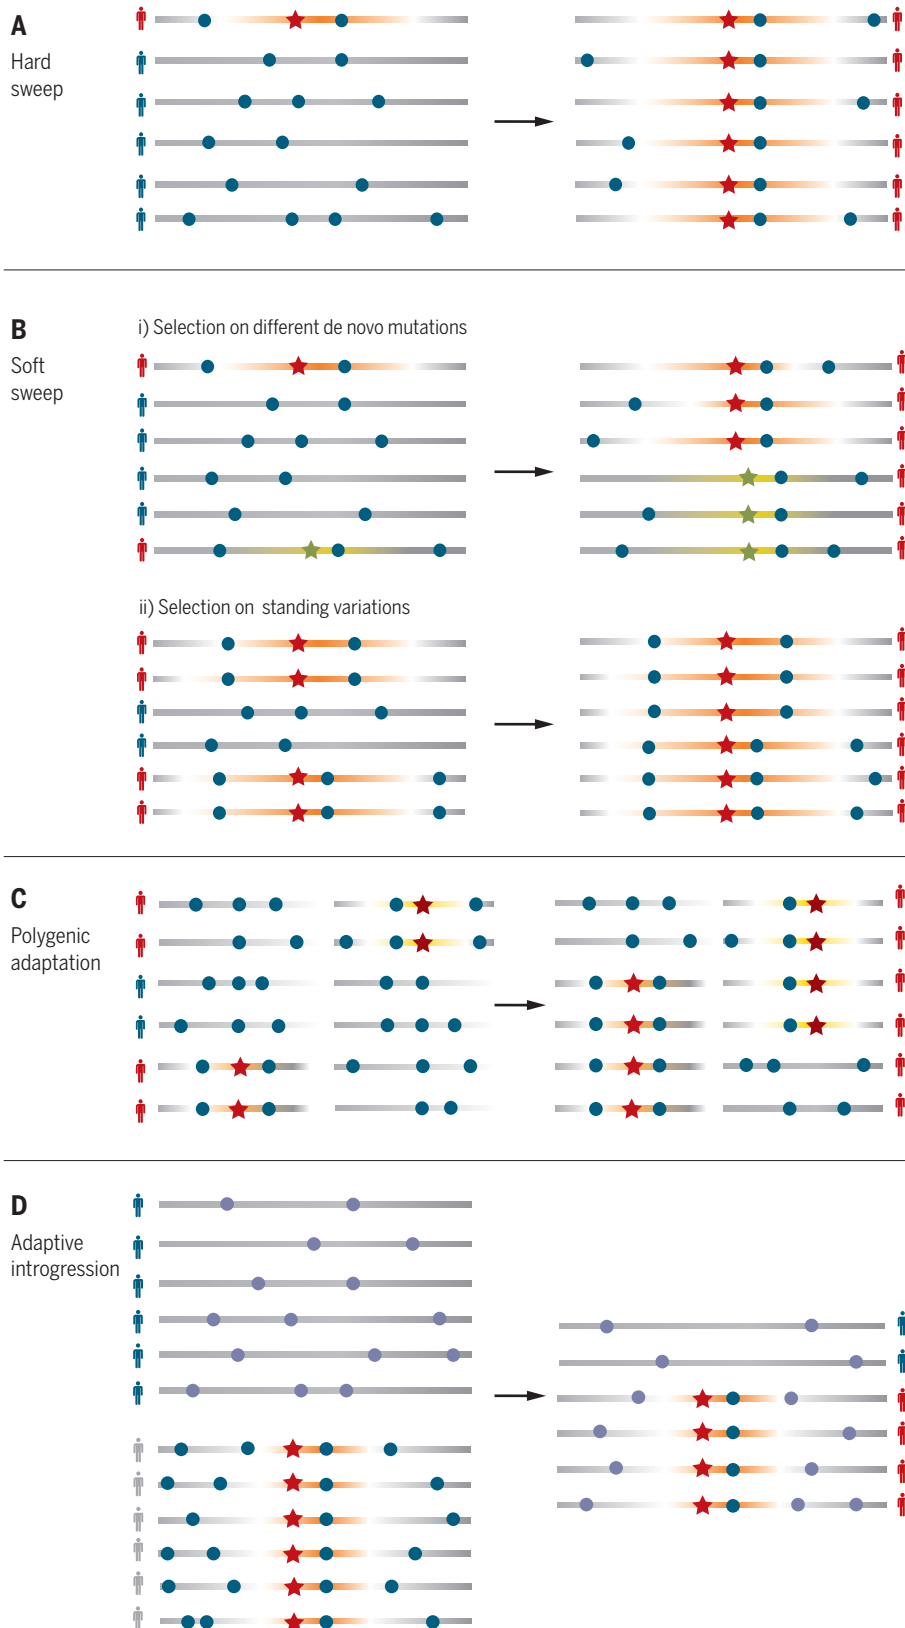 A
Hard
sweep
B
Soft
sweep
i) Selection on different de novo mutations
ii) Selection on standing variations
C
Polygenic
adaptation
D
Adaptive
introgression